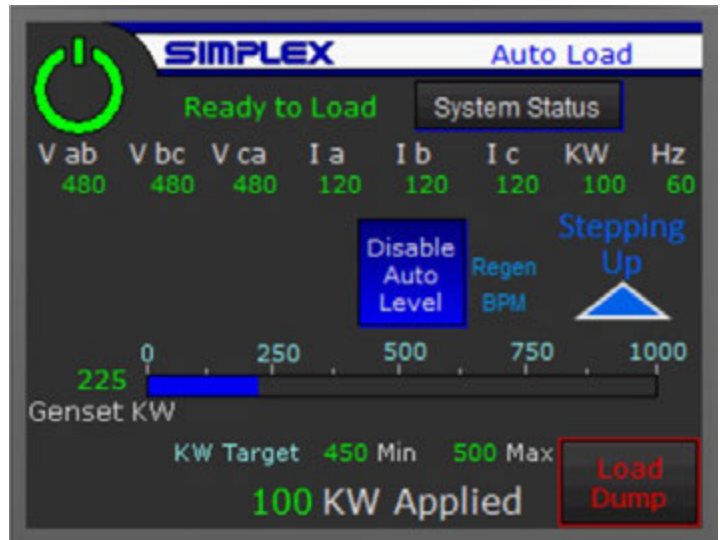 SIMPLEX Auto Load
Ready to Load System Status
V ab V bc V ca I a I b I c KW Hz
480 480 480 120 120 120 100 60
Disable Auto Level
Regen
BPM
Stepping Up
0 250 500 750 1000
225
Genset KW
KW Target 450 Min 500 Max
100 KW Applied
Load Dump